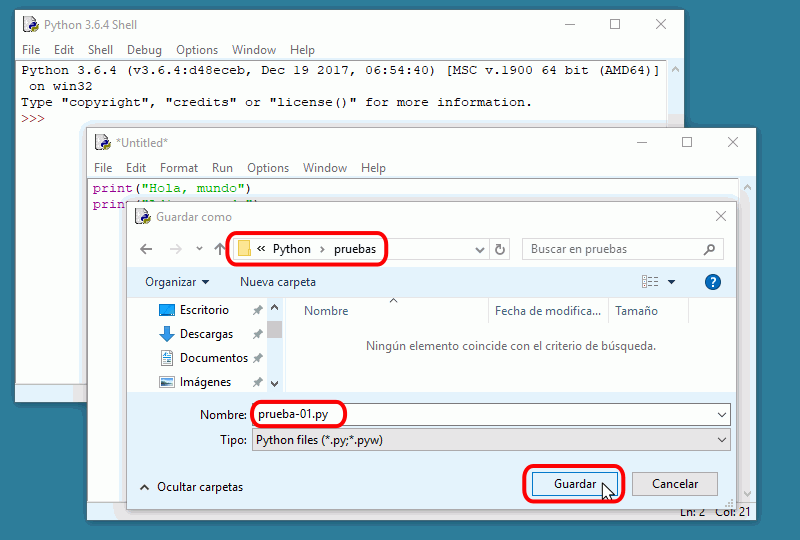 Python 3.6.4 Shell
File Edit Shell Debug Options Window Help
Python 3.6.4 (v3.6.4:d48eceb, Dec 19 2017, 06:54:40) [MSC v.1900 64 bit (AMD64)]
on win32
Type "copyright", "credits" or "license()" for more information.
>>>
*Untitled*
File Edit Format Run Options Window Help
print("Hola, mundo")
Guardar como
« Python › pruebas
Buscar en pruebas
Organizar
Nueva carpeta
?
Escritorio
Descargas
Documentos
Imágenes
Nombre Fecha de modifica... Tamaño
Ningún elemento coincide con el criterio de búsqueda.
Nombre: prueba-01.py
Tipo: Python files (*.py;*.pyw)
Ocultar carpetas
Guardar
Cancelar
Ln: 2 Col: 21